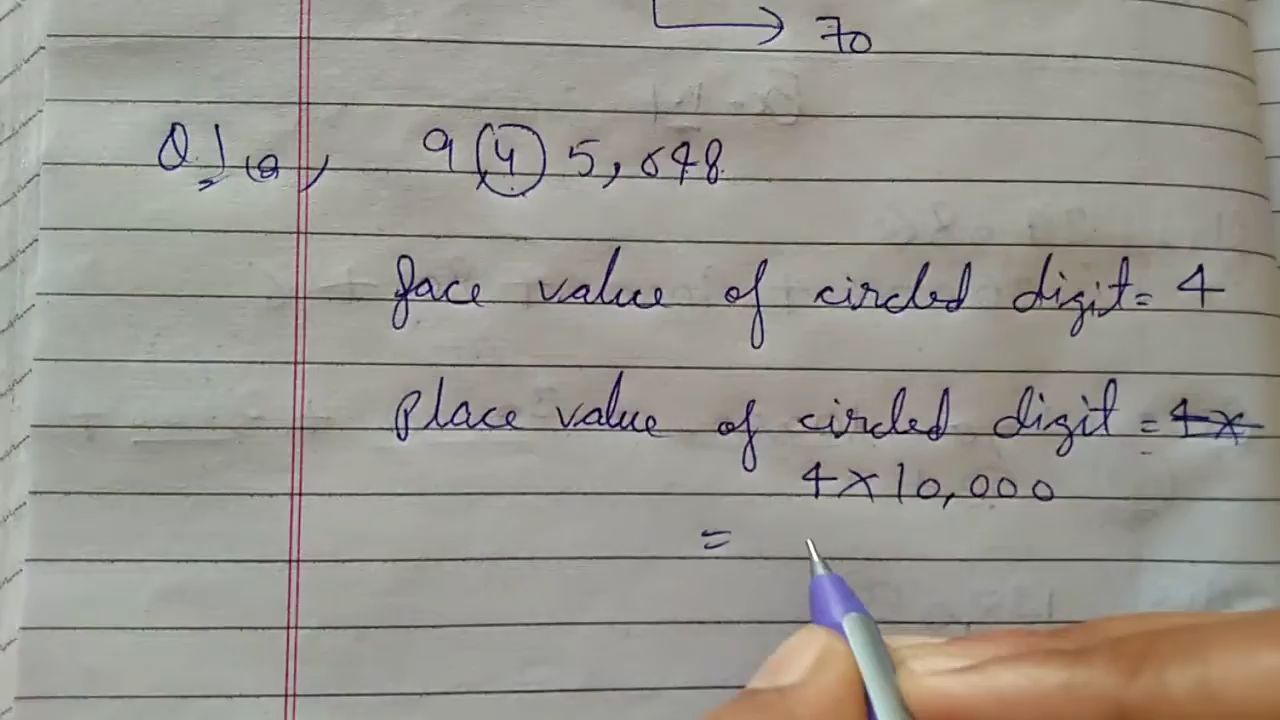 70
Q.1 (a), 9 4 5,648
face value of circled digit = 4
Place value of circled digit =
4×10,000
=